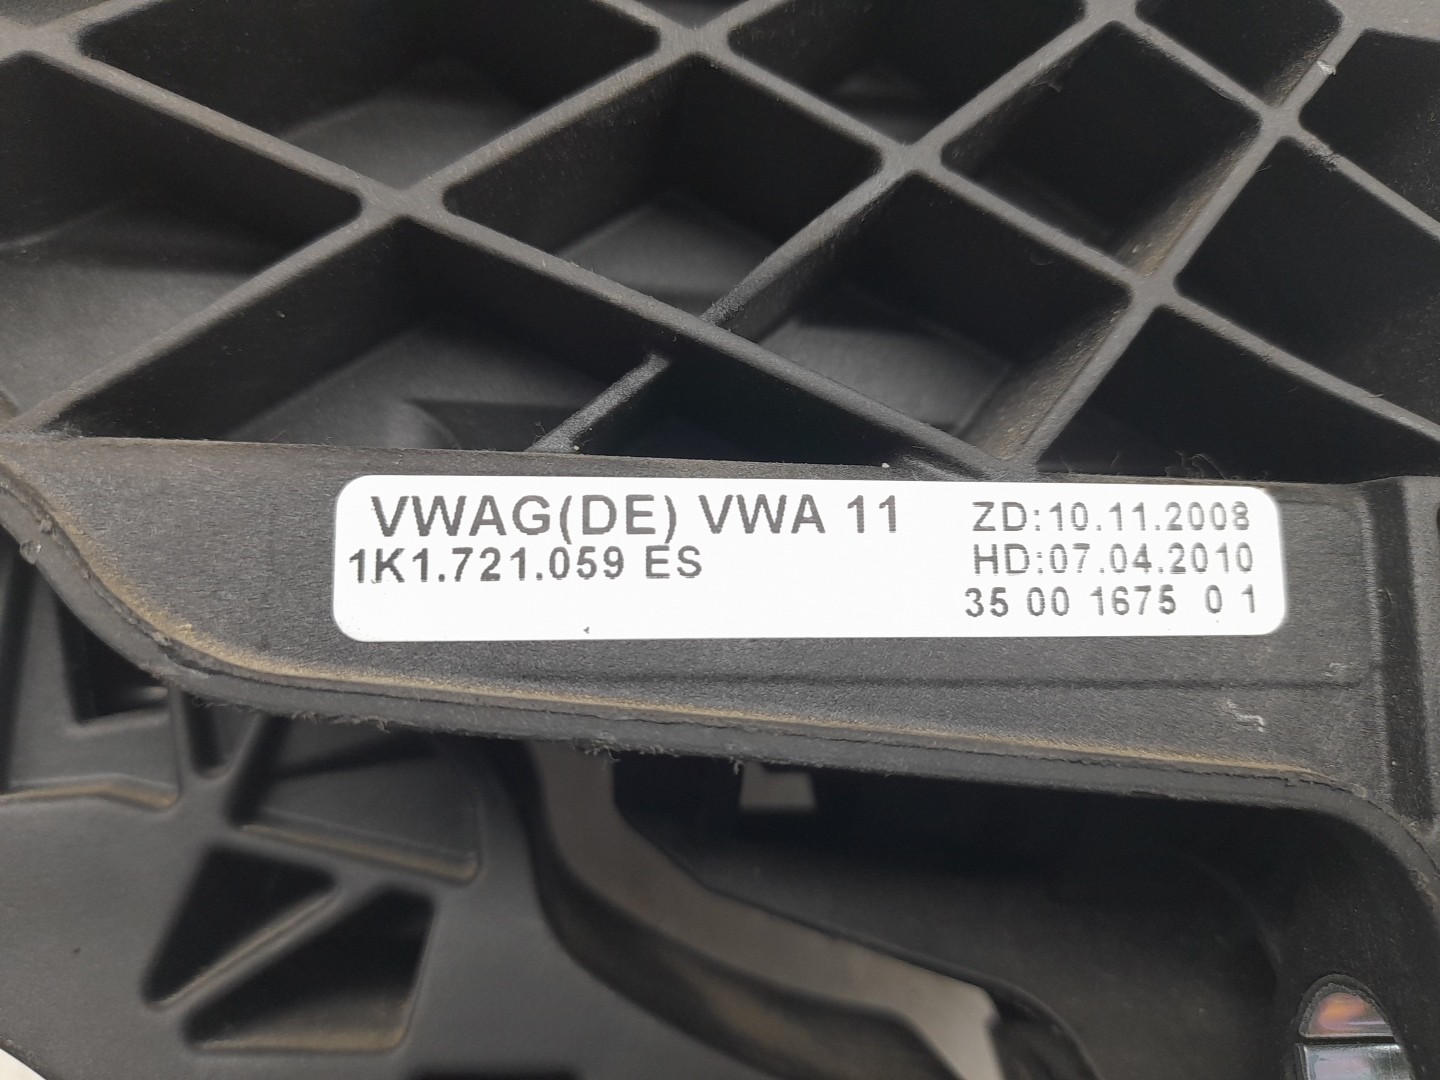 VWAG(DE) VWA 11
1K1.721.059 ES
ZD:10.11.2008
HD:07.04.2010
35 00 1675 0 1